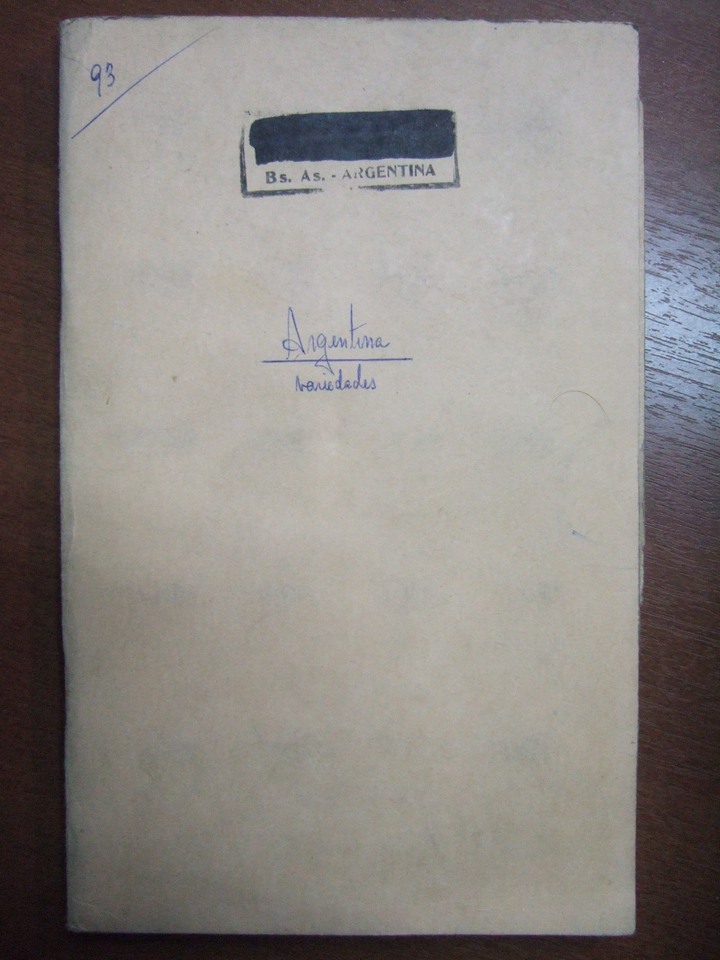 93
Bs. As. - ARGENTINA
Argentina
variedades